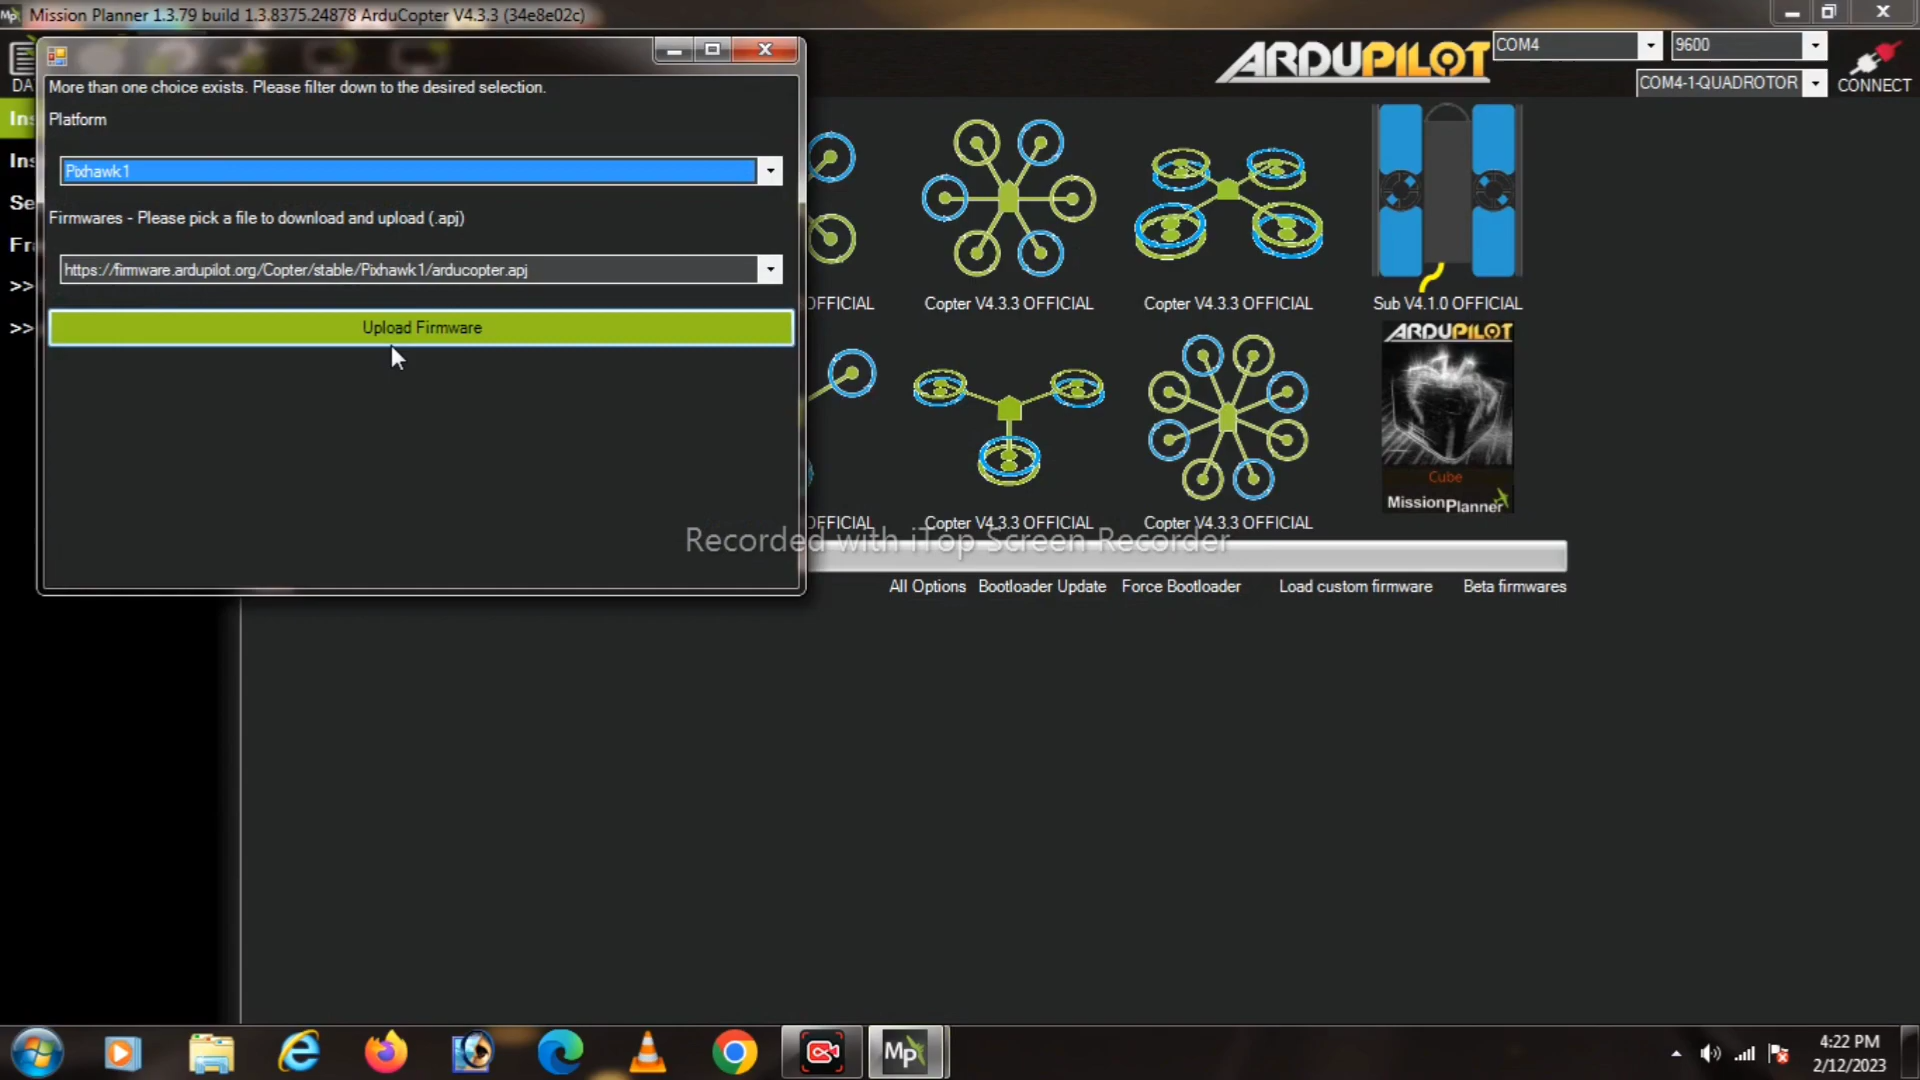 Mission Planner 1.3.79 build 1.3.8375.24878 ArduCopter V4.3.3 (34e8e02c)
ARDUPILOT
COM4
9600
COM4-1-QUADROTOR
CONNECT
DA
Ins
Ins
Se
Fr
>>
>>
More than one choice exists. Please filter down to the desired selection.
Platform
Pixhawk1
Firmwares - Please pick a file to download and upload (.apj)
https://firmware.ardupilot.org/Copter/stable/Pixhawk1/arducopter.apj
Upload Firmware
OFFICIAL
Copter V4.3.3 OFFICIAL
Copter V4.3.3 OFFICIAL
Sub V4.1.0 OFFICIAL
ARDUPILOT
Cube
MissionPlanner
OFFICIAL
Copter V4.3.3 OFFICIAL
Copter V4.3.3 OFFICIAL
Recorded with iTop Screen Recorder
All Options
Bootloader Update
Force Bootloader
Load custom firmware
Beta firmwares
Mp
4:22 PM
2/12/2023